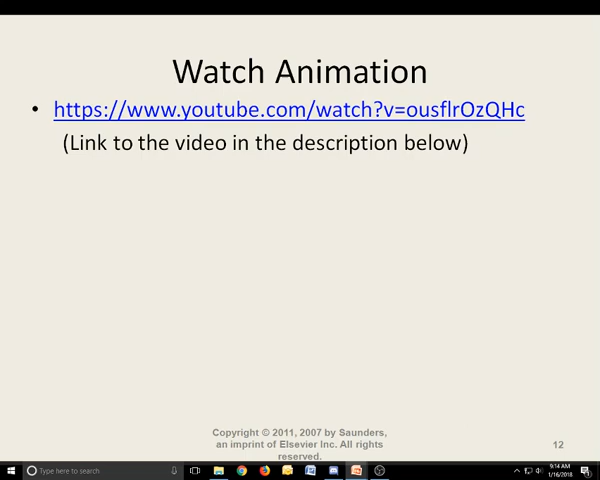 Watch Animation
• https://www.youtube.com/watch?v=ousflrOzQHc
(Link to the video in the description below)
Copyright © 2011, 2007 by Saunders,
an imprint of Elsevier Inc. All rights
reserved.
12
Type here to search
9:14 AM
1/16/2018